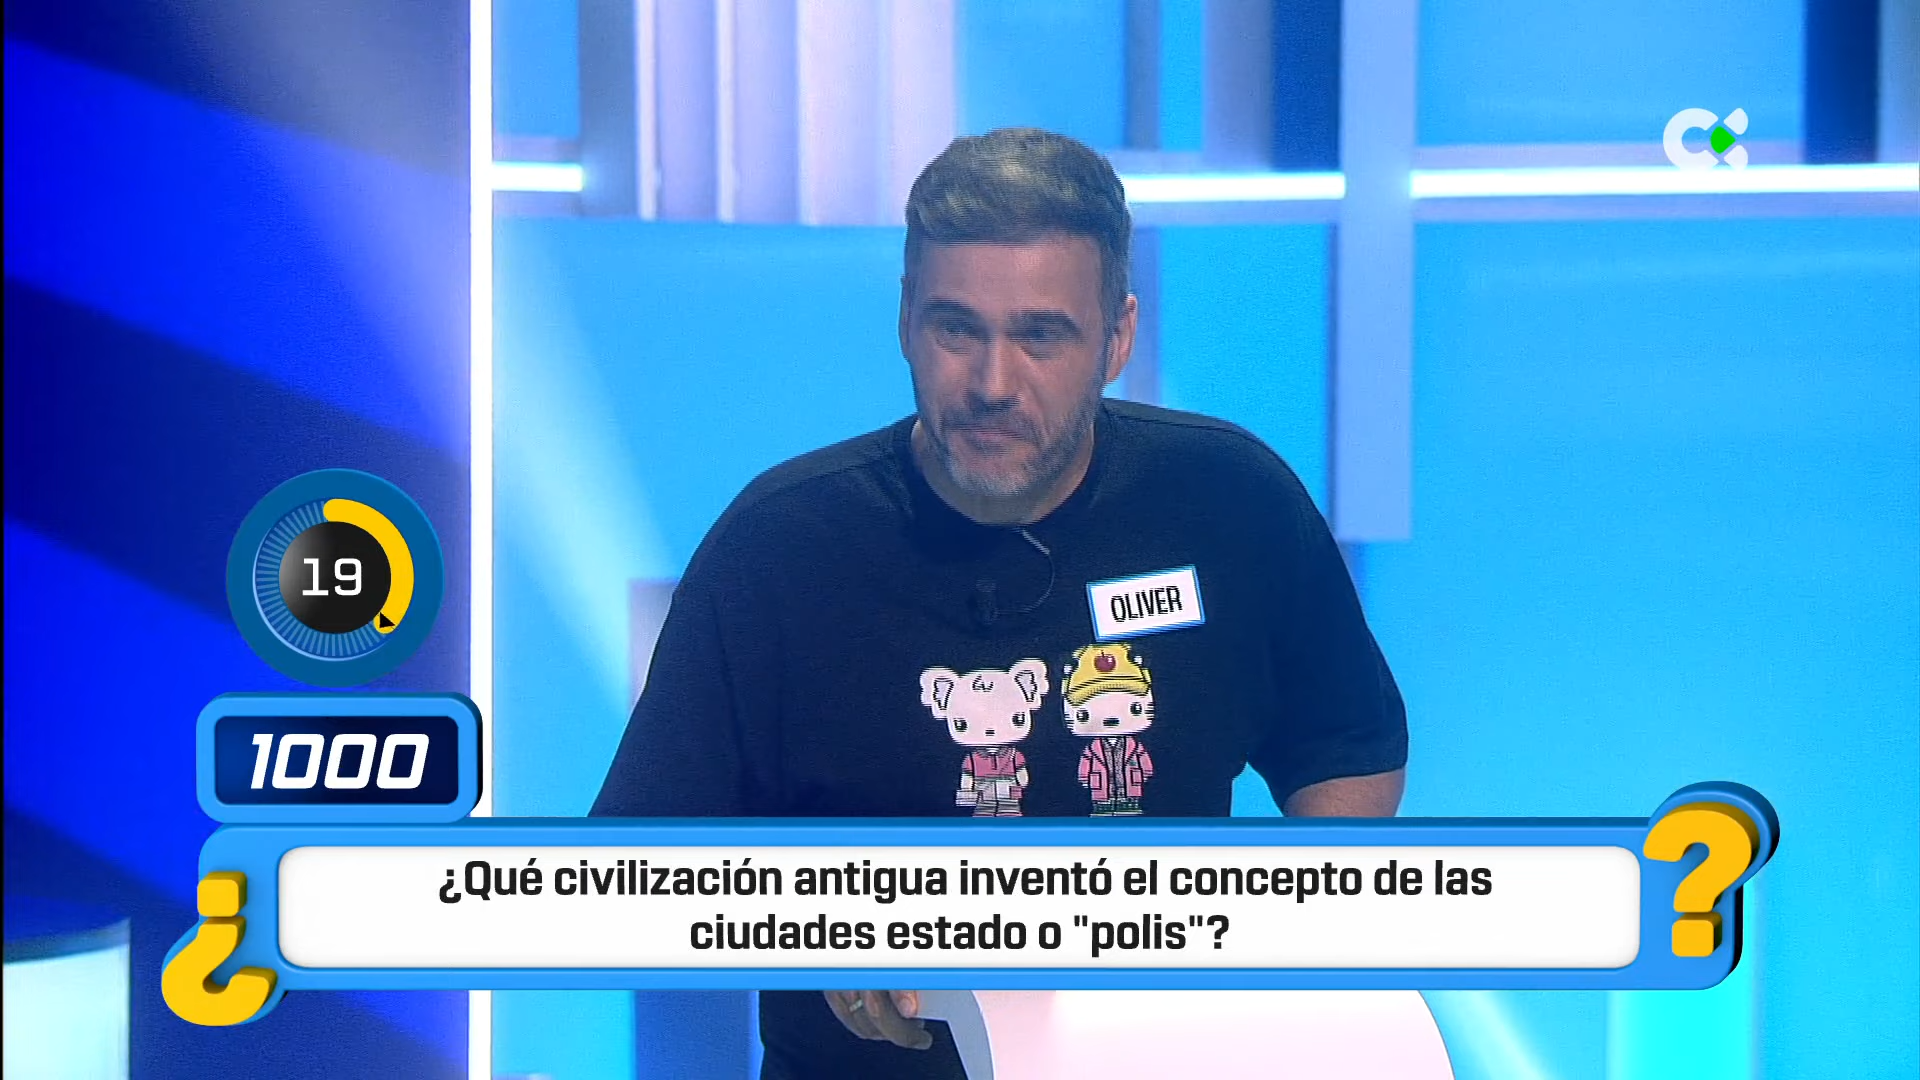 OLIVER
19
1000
¿Qué civilización antigua inventó el concepto de las
ciudades estado o "polis"?